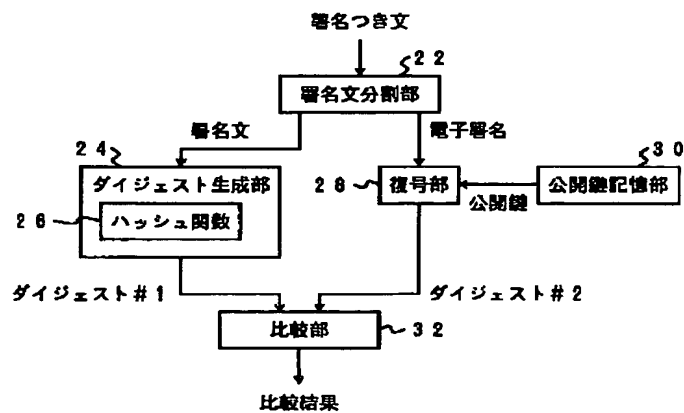 署名つき文
22
署名文分割部
署名文
電子署名
24
30
ダイジェスト生成部
28
復号部
公開鍵記憶部
公開鍵
26
ハッシュ関数
ダイジェスト#1
ダイジェスト#2
比較部
32
比較結果